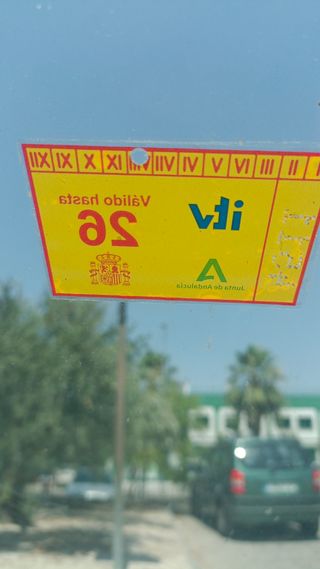 I II III IV V VI VII VIII IX X XI XII
itv
Válido hasta
26
Junta de Andalucía